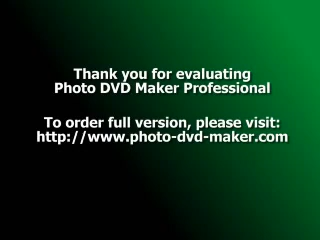 Thank you for evaluating
Photo DVD Maker Professional
To order full version, please visit:
http://www.photo-dvd-maker.com